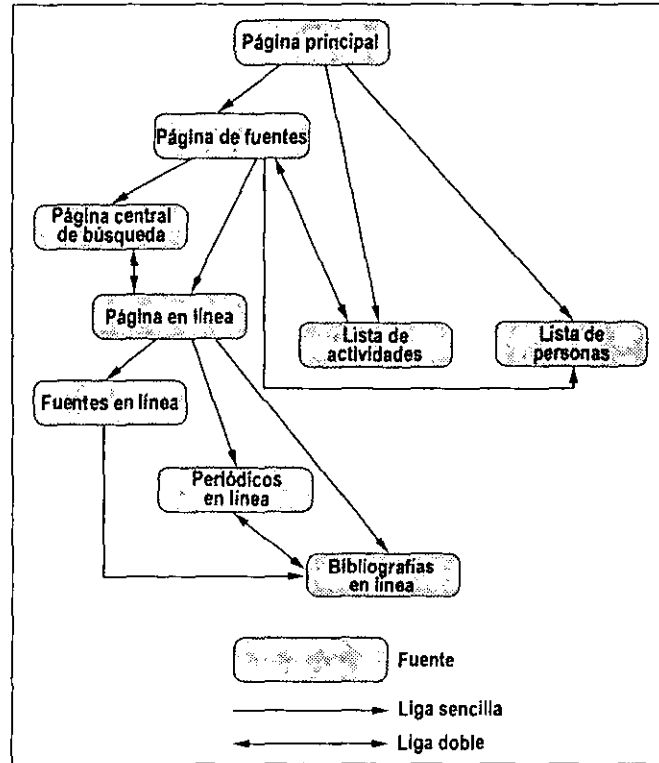 Página principal
Página de fuentes
Página central
de búsqueda
Página en línea
Lista de
actividades
Lista de
personas
Fuentes en línea
Periódicos
en línea
Bibliografías
en línea
Fuente
Liga sencilla
Liga doble